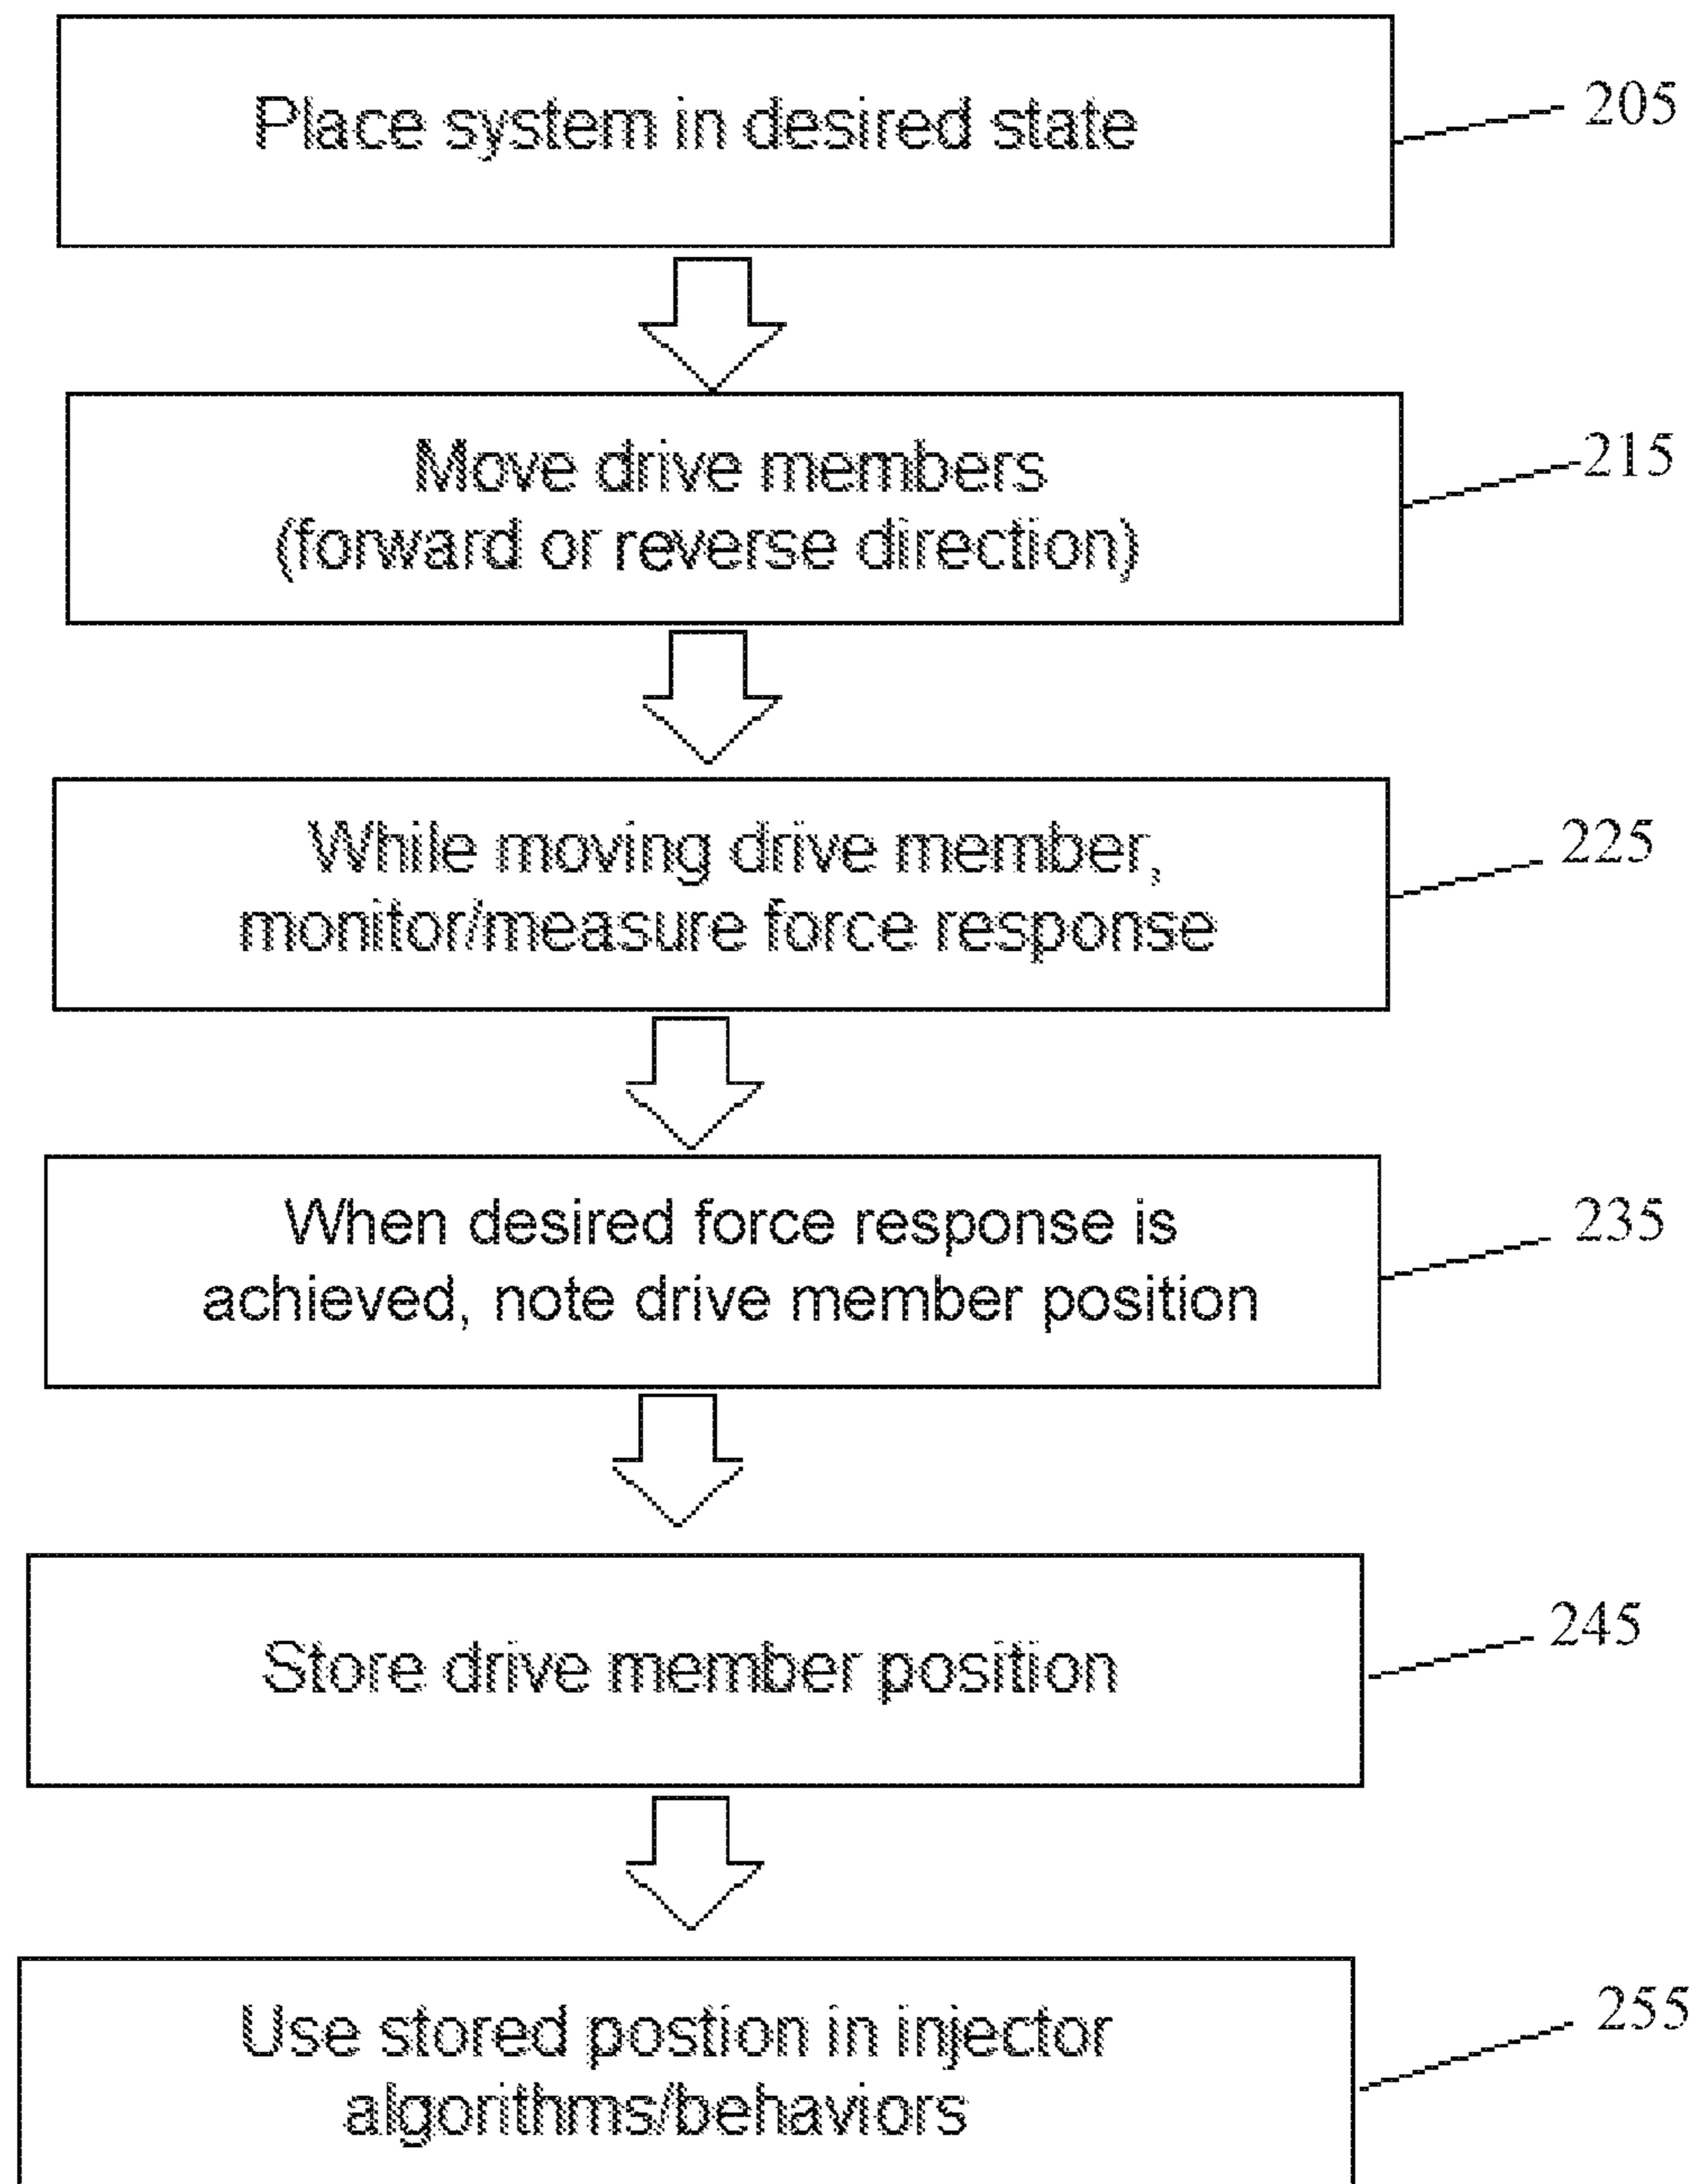 Place system in desired state
205
Move drive members
(forward or reverse direction)
215
While moving drive member,
monitor/measure force response
225
When desired force response is
achieved, note drive member position
235
Store drive member position
245
Use stored postion in injector
algorithms/behaviors
255